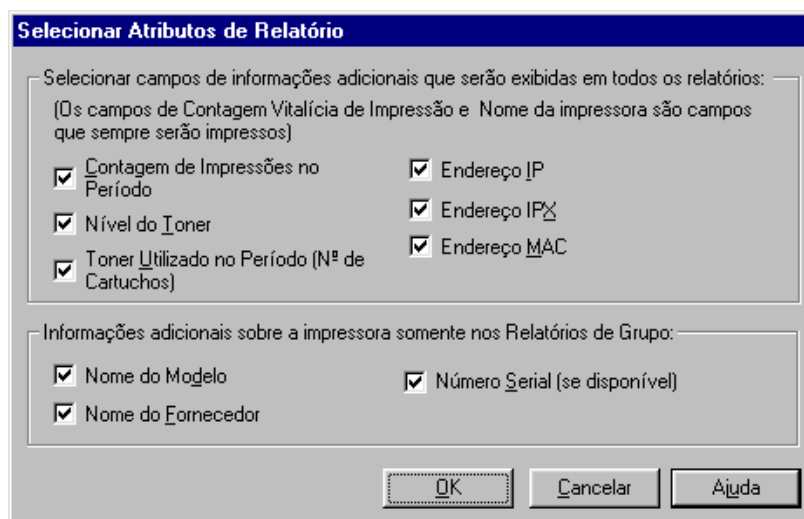 Selecionar Atributos de Relatório
Selecionar campos de informações adicionais que serão exibidas em todos os relatórios:
(Os campos de Contagem Vitalícia de Impressão e Nome da impressora são campos
que sempre serão impressos)
Contagem de Impressões no
Período
Nível do Toner
Toner Utilizado no Período (Nº de
Cartuchos)
Endereço IP
Endereço IPX
Endereço MAC
Informações adicionais sobre a impressora somente nos Relatórios de Grupo:
Nome do Modelo
Nome do Fornecedor
Número Serial (se disponível)
OK
Cancelar
Ajuda